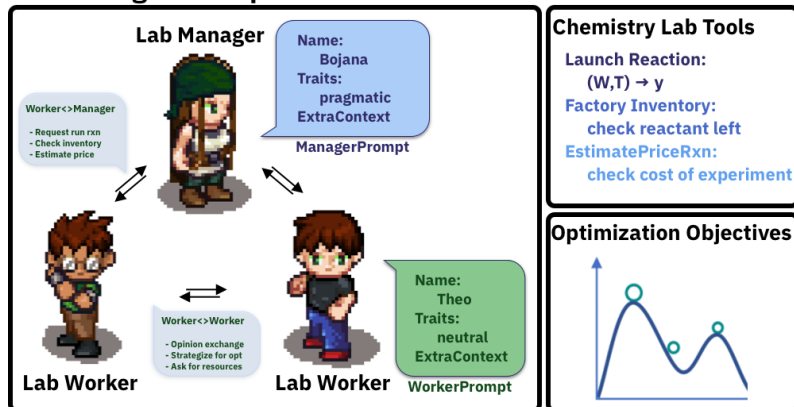 Lab Manager
Name:
Bojana
Traits:
pragmatic
ExtraContext
ManagerPrompt
Worker<>Manager
- Request run rxn
- Check inventory
- Estimate price
Name:
Theo
Traits:
neutral
ExtraContext
WorkerPrompt
Worker<>Worker
- Opinion exchange
- Strategize for opt
- Ask for resources
Lab Worker
Lab Worker
Chemistry Lab Tools
Launch Reaction:
(W,T) → y
Factory Inventory:
check reactant left
EstimatePriceRxn:
check cost of experiment
Optimization Objectives